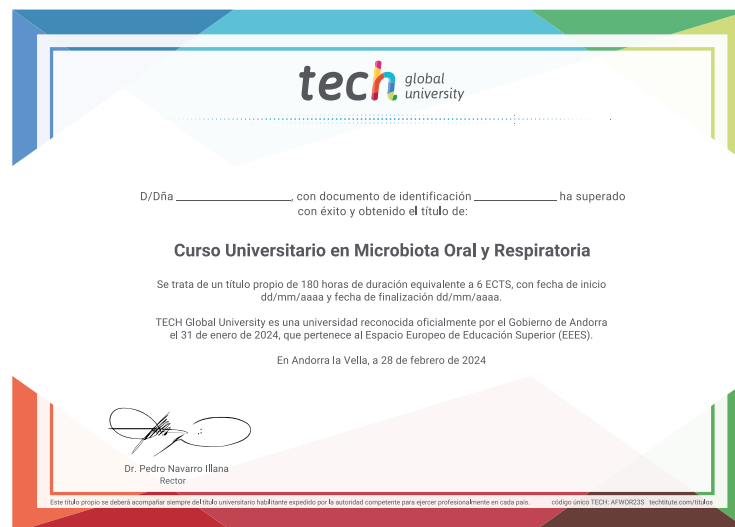 tech global university
D/Dña ____________________, con documento de identificación ______________ ha superado
con éxito y obtenido el título de:
Curso Universitario en Microbiota Oral y Respiratoria
Se trata de un título propio de 180 horas de duración equivalente a 6 ECTS, con fecha de inicio
dd/mm/aaaa y fecha de finalización dd/mm/aaaa.
TECH Global University es una universidad reconocida oficialmente por el Gobierno de Andorra
el 31 de enero de 2024, que pertenece al Espacio Europeo de Educación Superior (EEES).
En Andorra la Vella, a 28 de febrero de 2024
Dr. Pedro Navarro Illana
Rector
Este título propio se deberá acompañar siempre del título universitario habilitante expedido por la autoridad competente para ejercer profesionalmente en cada país. código único TECH: AFWOR23S techtitute.com/titulos